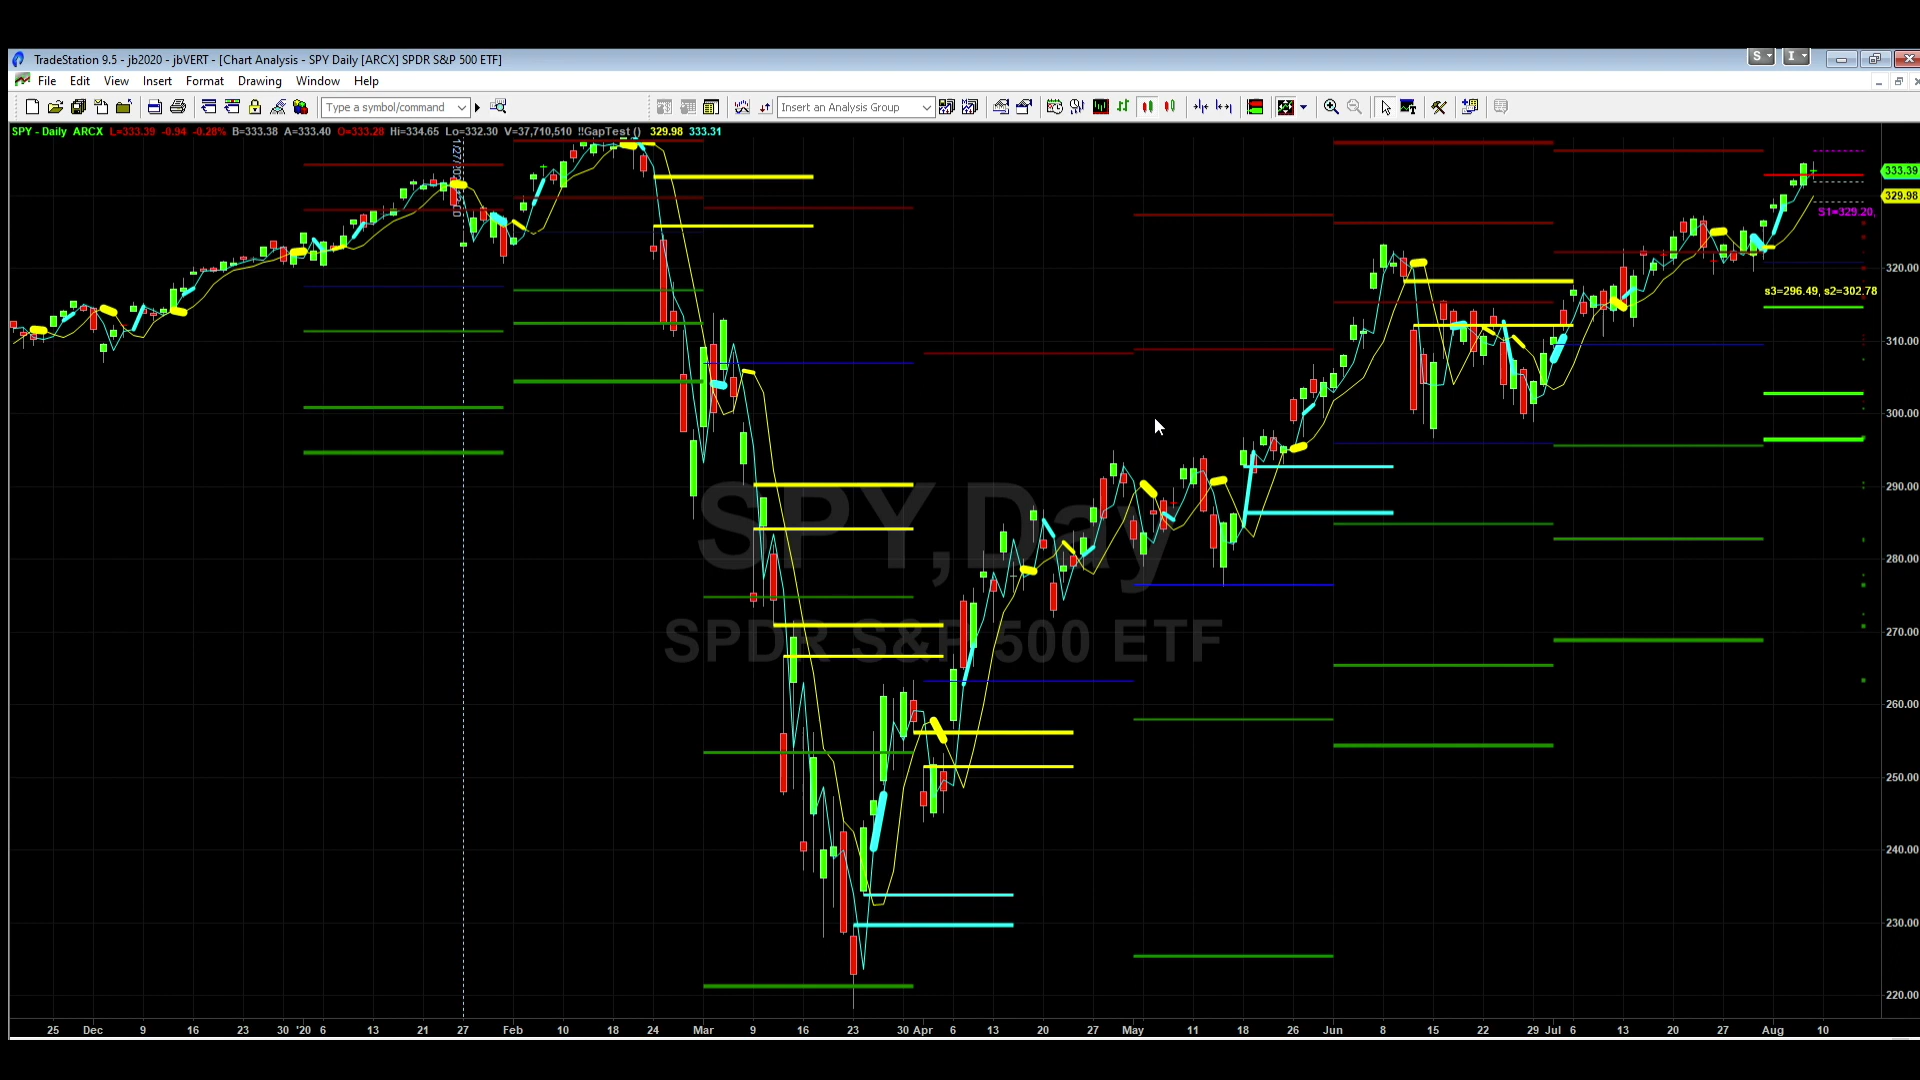 TradeStation 9.5 - jb2020 - jbVERT - [Chart Analysis - SPY Daily [ARCX] SPDR S&P 500 ETF]
S I
File Edit View Insert Format Drawing Window Help
Type a symbol/command Insert an Analysis Group
SPY - Daily ARCX L=333.39 -0.94 -0.28% B=333.38 A=333.40 O=333.28 Hi=334.65 Lo=332.30 V=37,710,510 !!GapTest () 329.98 333.31
333.39
329.98
S1=329.20,
320.00
s3=296.49, s2=302.78
310.00
300.00
290.00
SPY,Day
280.00
SPDR S&P 500 ETF
270.00
260.00
250.00
240.00
230.00
220.00
25 Dec 9 16 23 30 '20 6 13 21 27 Feb 10 18 24 Mar 9 16 23 30 Apr 6 13 20 27 May 11 18 26 Jun 8 15 22 29 Jul 6 13 20 27 Aug 10